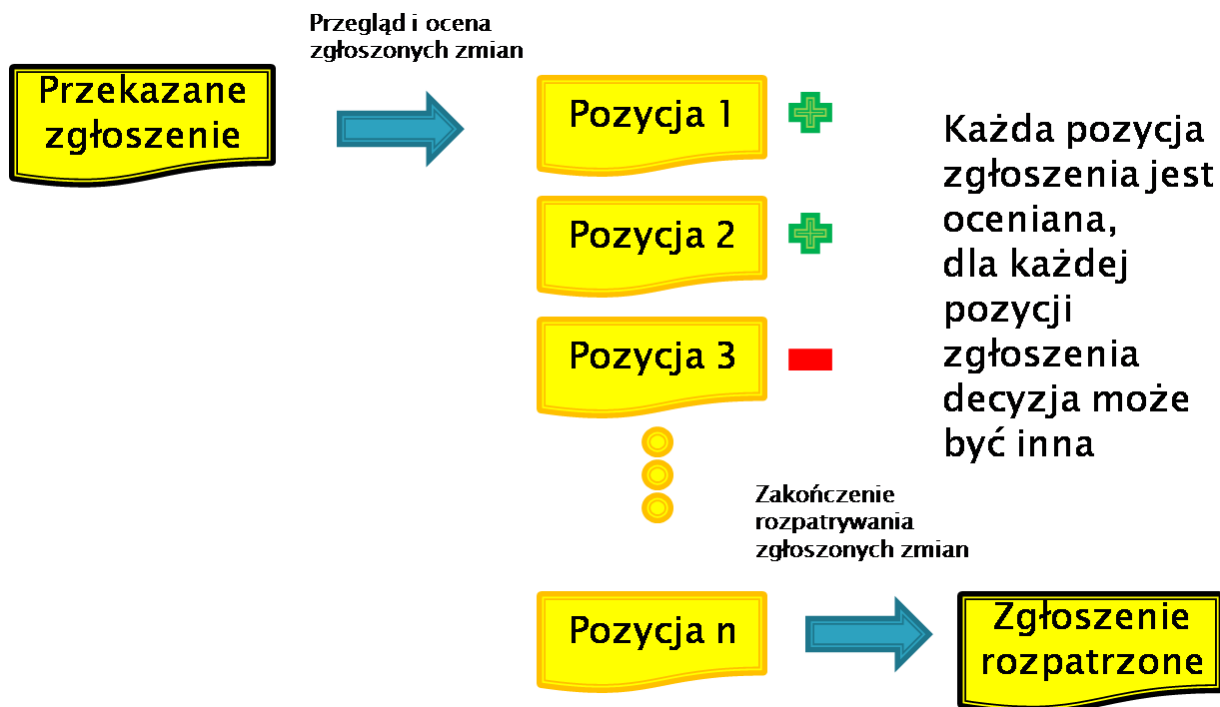 Przegląd i ocena
zgłoszonych zmian
Przekazane
zgłoszenie
Pozycja 1
Pozycja 2
Pozycja 3
Każda pozycja
zgłoszenia jest
oceniana,
dla każdej
pozycji
zgłoszenia
decyzja może
być inna
Zakończenie
rozpatrywania
zgłoszonych zmian
Pozycja n
Zgłoszenie
rozpatrzone